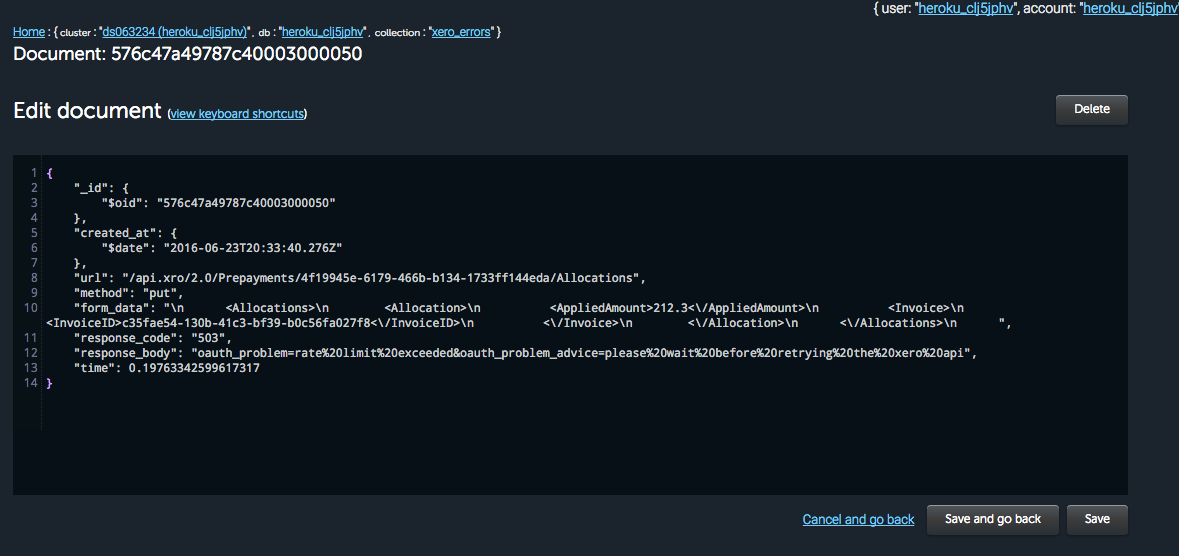 { user: "heroku_clj5jphv", account: "heroku_clj5jphv
Home : { cluster : "ds063234 (heroku_clj5jphv)", db : "heroku_clj5jphv", collection : "xero_errors" }
Document: 576c47a49787c40003000050
Edit document (view keyboard shortcuts)
Delete
1 {
2     "_id": {
3         "$oid": "576c47a49787c40003000050"
4     },
5     "created_at": {
6         "$date": "2016-06-23T20:33:40.276Z"
7     },
8     "url": "/api.xro/2.0/Prepayments/4f19945e-6179-466b-b134-1733ff144eda/Allocations",
9     "method": "put",
10     "form_data": "\n      <Allocations>\n        <Allocation>\n          <AppliedAmount>212.3<\/AppliedAmount>\n          <Invoice>\n
<InvoiceID>c35fae54-130b-41c3-bf39-b0c56fa027f8<\/InvoiceID>\n          <\/Invoice>\n        <\/Allocation>\n      <\/Allocations>\n      ",
11     "response_code": "503",
12     "response_body": "oauth_problem=rate%20limit%20exceeded&oauth_problem_advice=please%20wait%20before%20retrying%20the%20xero%20api",
13     "time": 0.19763342599617317
14 }
Cancel and go back
Save and go back
Save